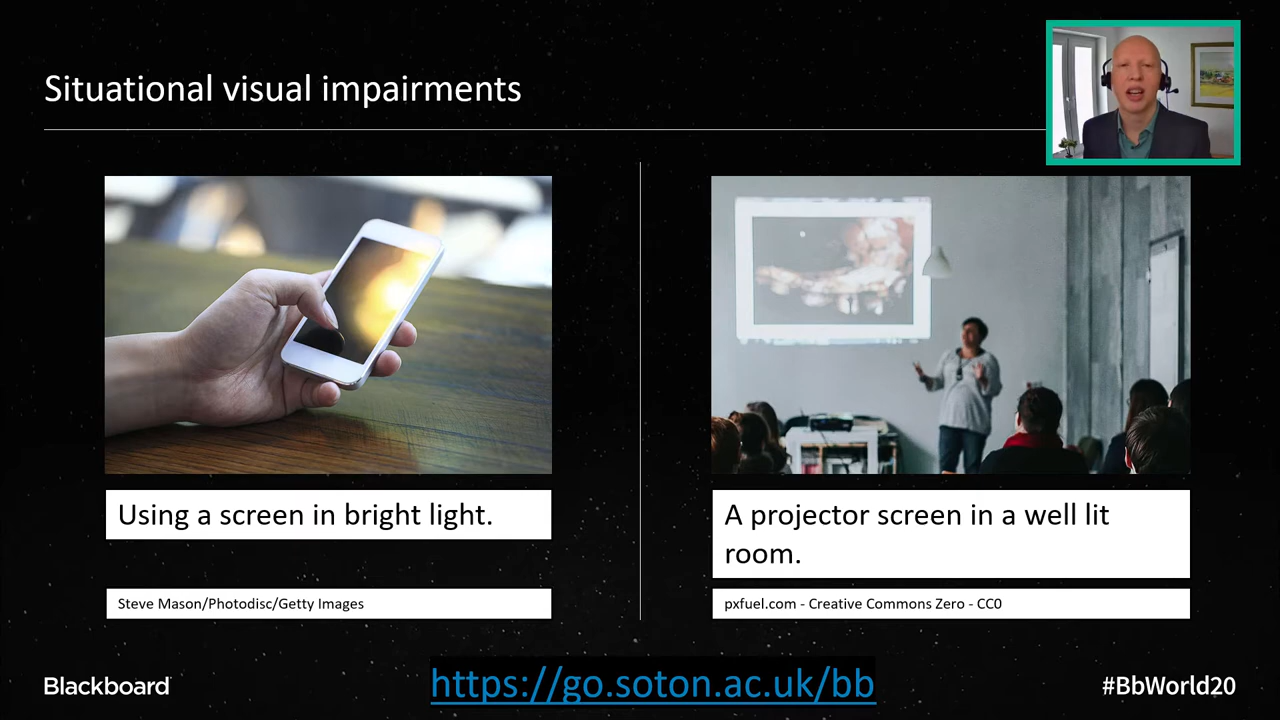 Situational visual impairments
Using a screen in bright light.
Steve Mason/Photodisc/Getty Images
A projector screen in a well lit
room.
pxfuel.com - Creative Commons Zero - CC0
Blackboard
https://go.soton.ac.uk/bb
#BbWorld20